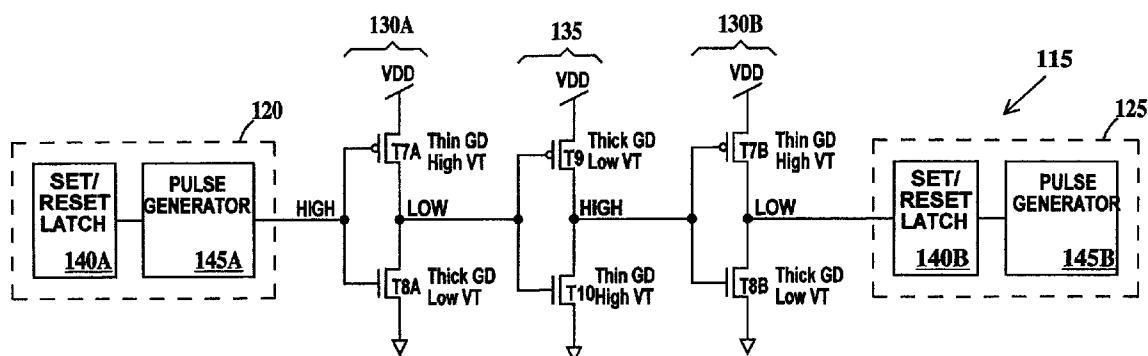 130A
135
130B
115
VDD
VDD
VDD
120
125
T7A
Thin GD
High VT
T9
Thick GD
Low VT
T7B
Thin GD
High VT
SET/
RESET
LATCH
140A
PULSE
GENERATOR
145A
HIGH
LOW
HIGH
LOW
SET/
RESET
LATCH
140B
PULSE
GENERATOR
145B
T8A
Thick GD
Low VT
T10
Thin GD
High VT
T8B
Thick GD
Low VT